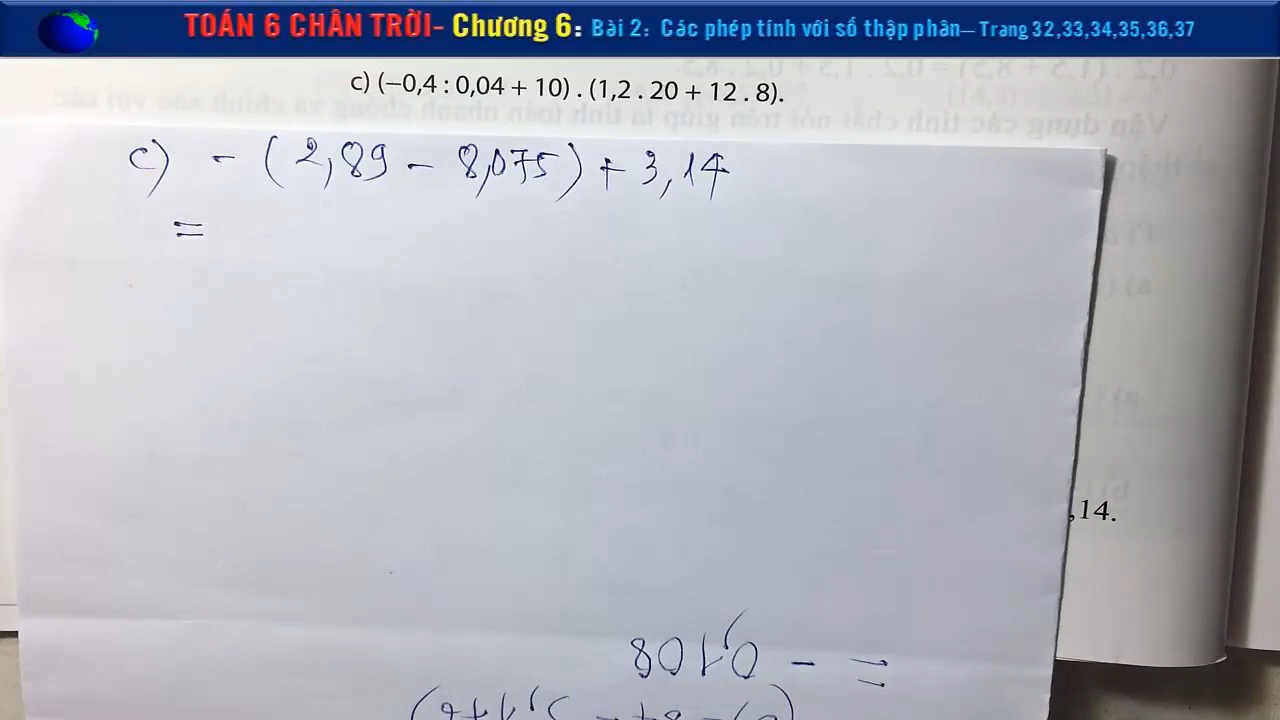 TOÁN 6 CHÂN TRỜI- Chương 6: Bài 2: Các phép tính với số thập phân– Trang 32,33,34,35,36,37
c) (–0,4 : 0,04 + 10) . (1,2 . 20 + 12 . 8).
c) - (2,89 - 8,075) + 3,14
=
,14.
= - 0,108